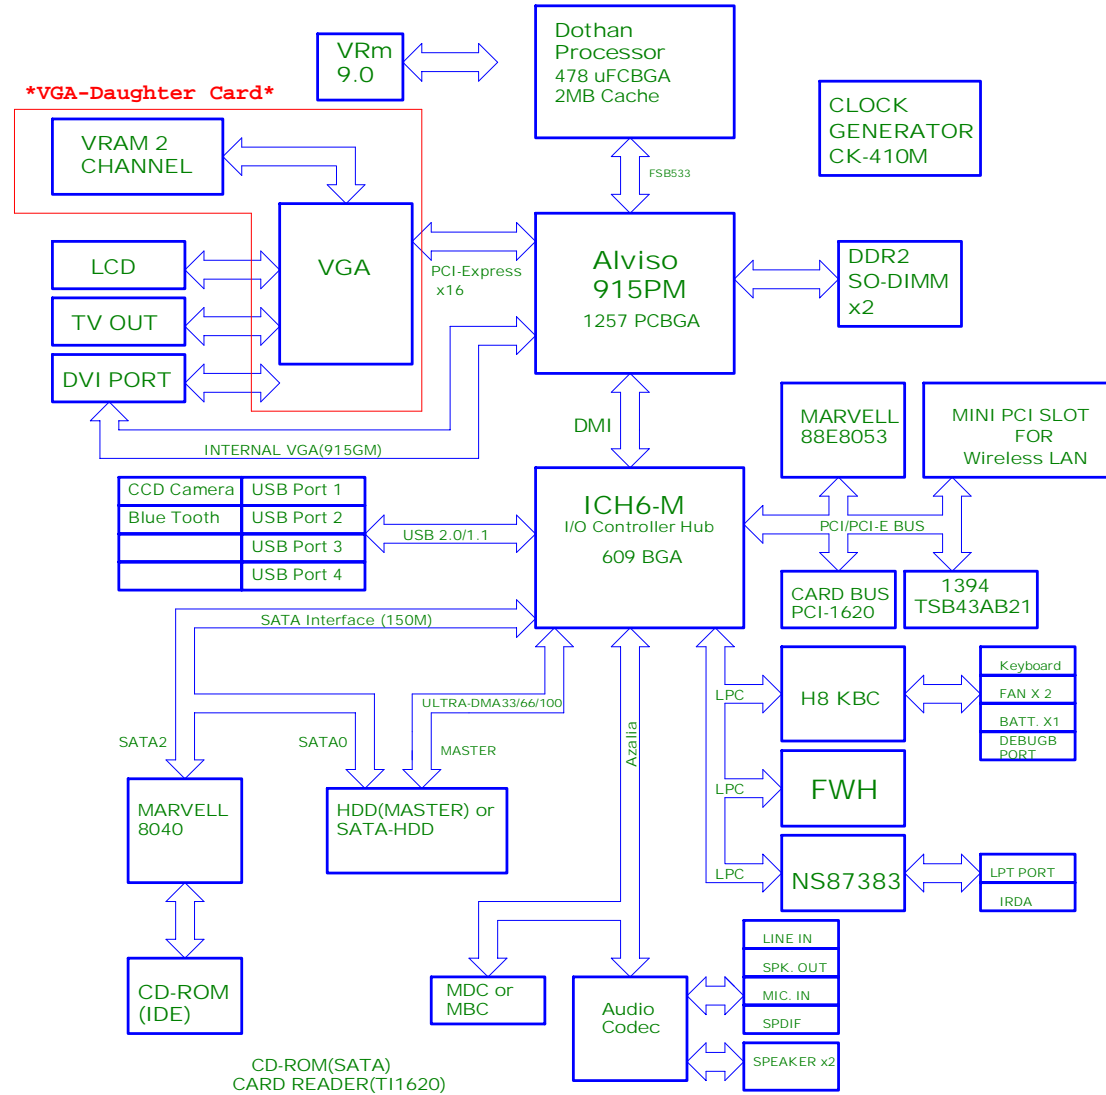 Dothan
Processor
478 uFCBGA
2MB Cache
VRm
9.0
*VGA-Daughter Card*
CLOCK
GENERATOR
CK-410M
VRAM 2
CHANNEL
FSB533
LCD
VGA
PCI-Express
x16
Alviso
915PM
1257 PCBGA
DDR2
SO-DIMM
x2
TV OUT
DVI PORT
INTERNAL VGA(915GM)
DMI
MARVELL
88E8053
MINI PCI SLOT
FOR
Wireless LAN
CCD Camera
USB Port 1
Blue Tooth
USB Port 2
USB Port 3
USB Port 4
USB 2.0/1.1
ICH6-M
I/O Controller Hub
609 BGA
PCI/PCI-E BUS
CARD BUS
PCI-1620
1394
TSB43AB21
SATA Interface (150M)
ULTRA-DMA33/66/100
SATA2
SATA0
MASTER
Azalia
LPC
H8 KBC
Keyboard
FAN X 2
BATT. X1
DEBUGB
PORT
MARVELL
8040
HDD(MASTER) or
SATA-HDD
LPC
FWH
LPC
NS87383
LPT PORT
IRDA
CD-ROM
(IDE)
MDC or
MBC
Audio
Codec
LINE IN
SPK. OUT
MIC. IN
SPDIF
SPEAKER x2
CD-ROM(SATA)
CARD READER(TI1620)